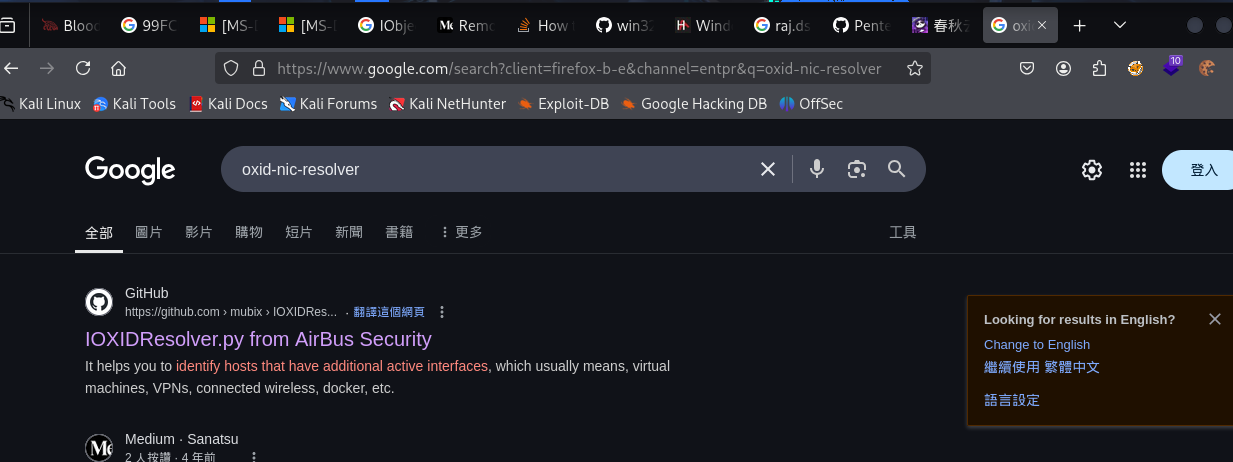 Blood 99FC [MS- [MS- IObje Remo How win32 Wind raj.ds Pente 春秋 oxid
https://www.google.com/search?client=firefox-b-e&channel=entpr&q=oxid-nic-resolver
10
Kali Linux Kali Tools Kali Docs Kali Forums Kali NetHunter Exploit-DB Google Hacking DB OffSec
Google oxid-nic-resolver 登入
全部 圖片 影片 購物 短片 新聞 書籍 更多 工具
GitHub
https://github.com › mubix › IOXIDRes... · 翻譯這個網頁
IOXIDResolver.py from AirBus Security
It helps you to identify hosts that have additional active interfaces, which usually means, virtual
machines, VPNs, connected wireless, docker, etc.
Medium · Sanatsu
2 人按讚 · 4 年前
Looking for results in English?
Change to English
繼續使用 繁體中文
語言設定